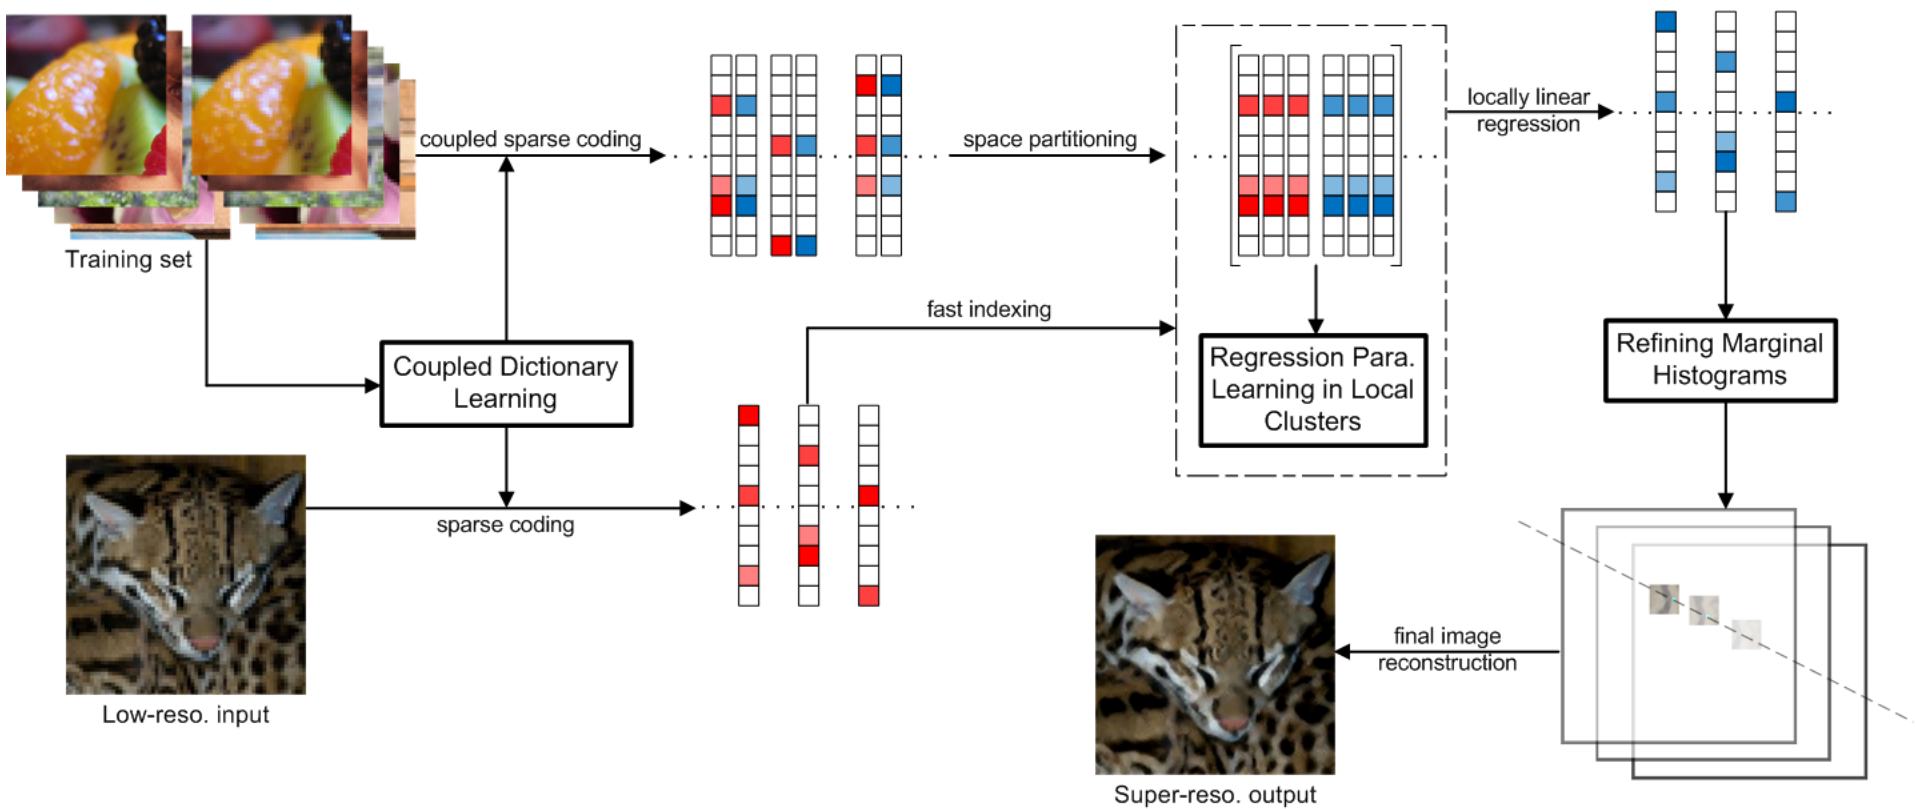 Training set
coupled sparse coding
space partitioning
locally linear
regression
fast indexing
Coupled Dictionary
Learning
Regression Para.
Learning in Local
Clusters
Refining Marginal
Histograms
sparse coding
Low-reso. input
final image
reconstruction
Super-reso. output